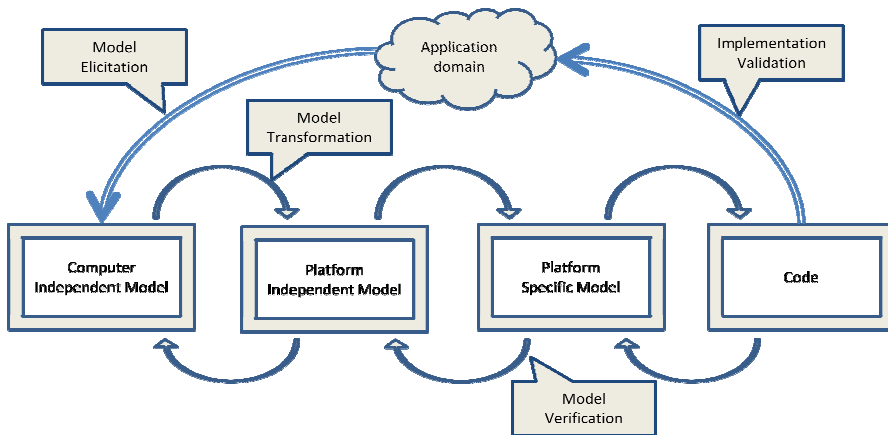 Model
Elicitation
Application
domain
Implementation
Validation
Model
Transformation
Computer
Independent Model
Platform
Independent Model
Platform
Specific Model
Code
Model
Verification